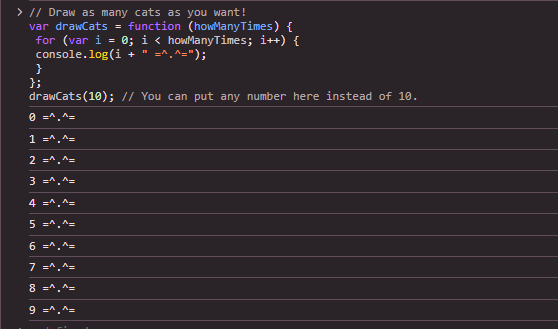 // Draw as many cats as you want!
var drawCats = function (howManyTimes) {
for (var i = 0; i < howManyTimes; i++) {
console.log(i + " =^.^=");
}
};
drawCats(10); // You can put any number here instead of 10.
0 =^.^=
1 =^.^=
2 =^.^=
3 =^.^=
4 =^.^=
5 =^.^=
6 =^.^=
7 =^.^=
8 =^.^=
9 =^.^=